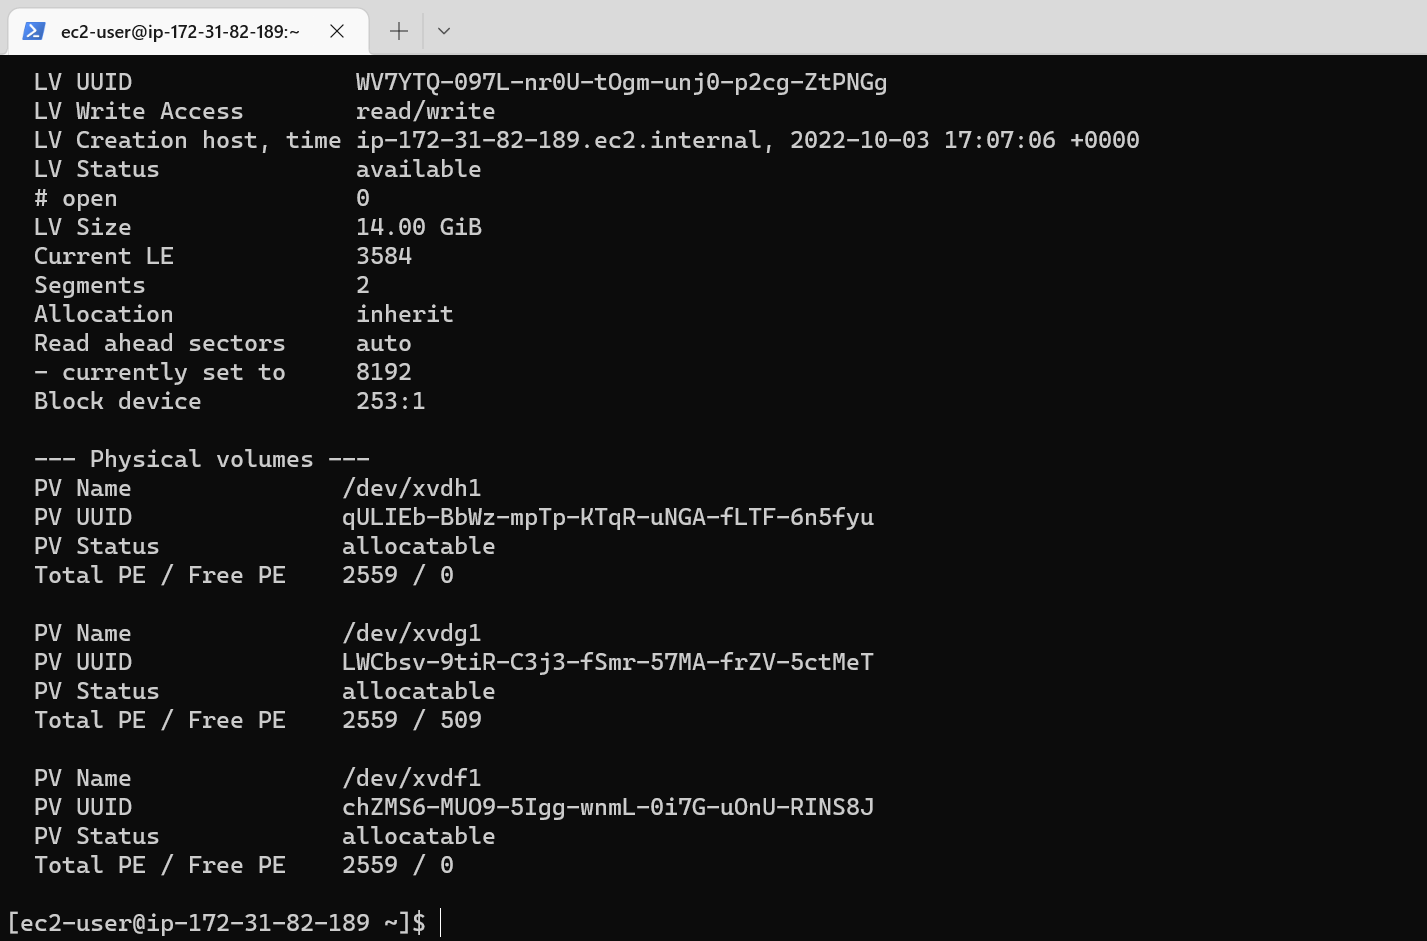 ec2-user@ip-172-31-82-189:~
LV UUID WV7YTQ-097L-nr0U-tOgm-unj0-p2cg-ZtPNGg
LV Write Access read/write
LV Creation host, time ip-172-31-82-189.ec2.internal, 2022-10-03 17:07:06 +0000
LV Status available
# open 0
LV Size 14.00 GiB
Current LE 3584
Segments 2
Allocation inherit
Read ahead sectors auto
- currently set to 8192
Block device 253:1
--- Physical volumes ---
PV Name /dev/xvdh1
PV UUID qULIEb-BbWz-mpTp-KTqR-uNGA-fLTF-6n5fyu
PV Status allocatable
Total PE / Free PE 2559 / 0
PV Name /dev/xvdg1
PV UUID LWCbsv-9tiR-C3j3-fSmr-57MA-frZV-5ctMeT
PV Status allocatable
Total PE / Free PE 2559 / 509
PV Name /dev/xvdf1
PV UUID chZMS6-MUO9-5Igg-wnmL-0i7G-uOnU-RINS8J
PV Status allocatable
Total PE / Free PE 2559 / 0
[ec2-user@ip-172-31-82-189 ~]$